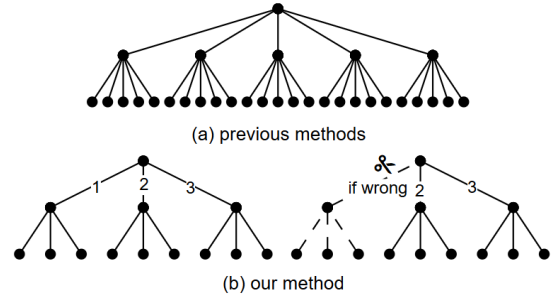 (a) previous methods
1 2 3
if wrong 2 3
(b) our method